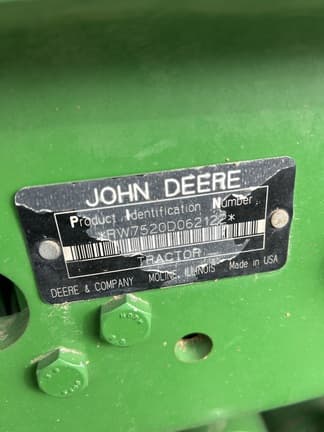 JOHN DEERE
Product Identification Number
*RW7520D062122*
TRACTOR
DEERE & COMPANY MOLINE, ILLINOIS Made in USA